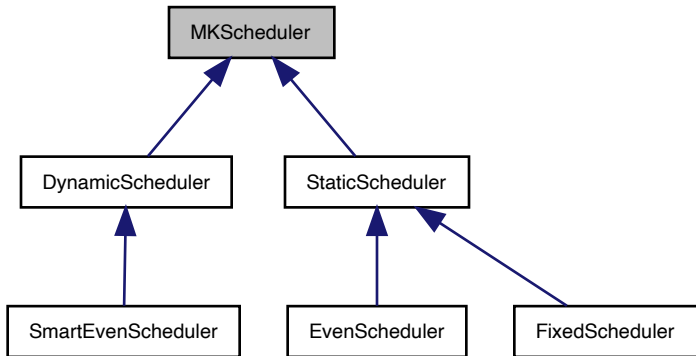 MKScheduler
DynamicScheduler
StaticScheduler
SmartEvenScheduler
EvenScheduler
FixedScheduler